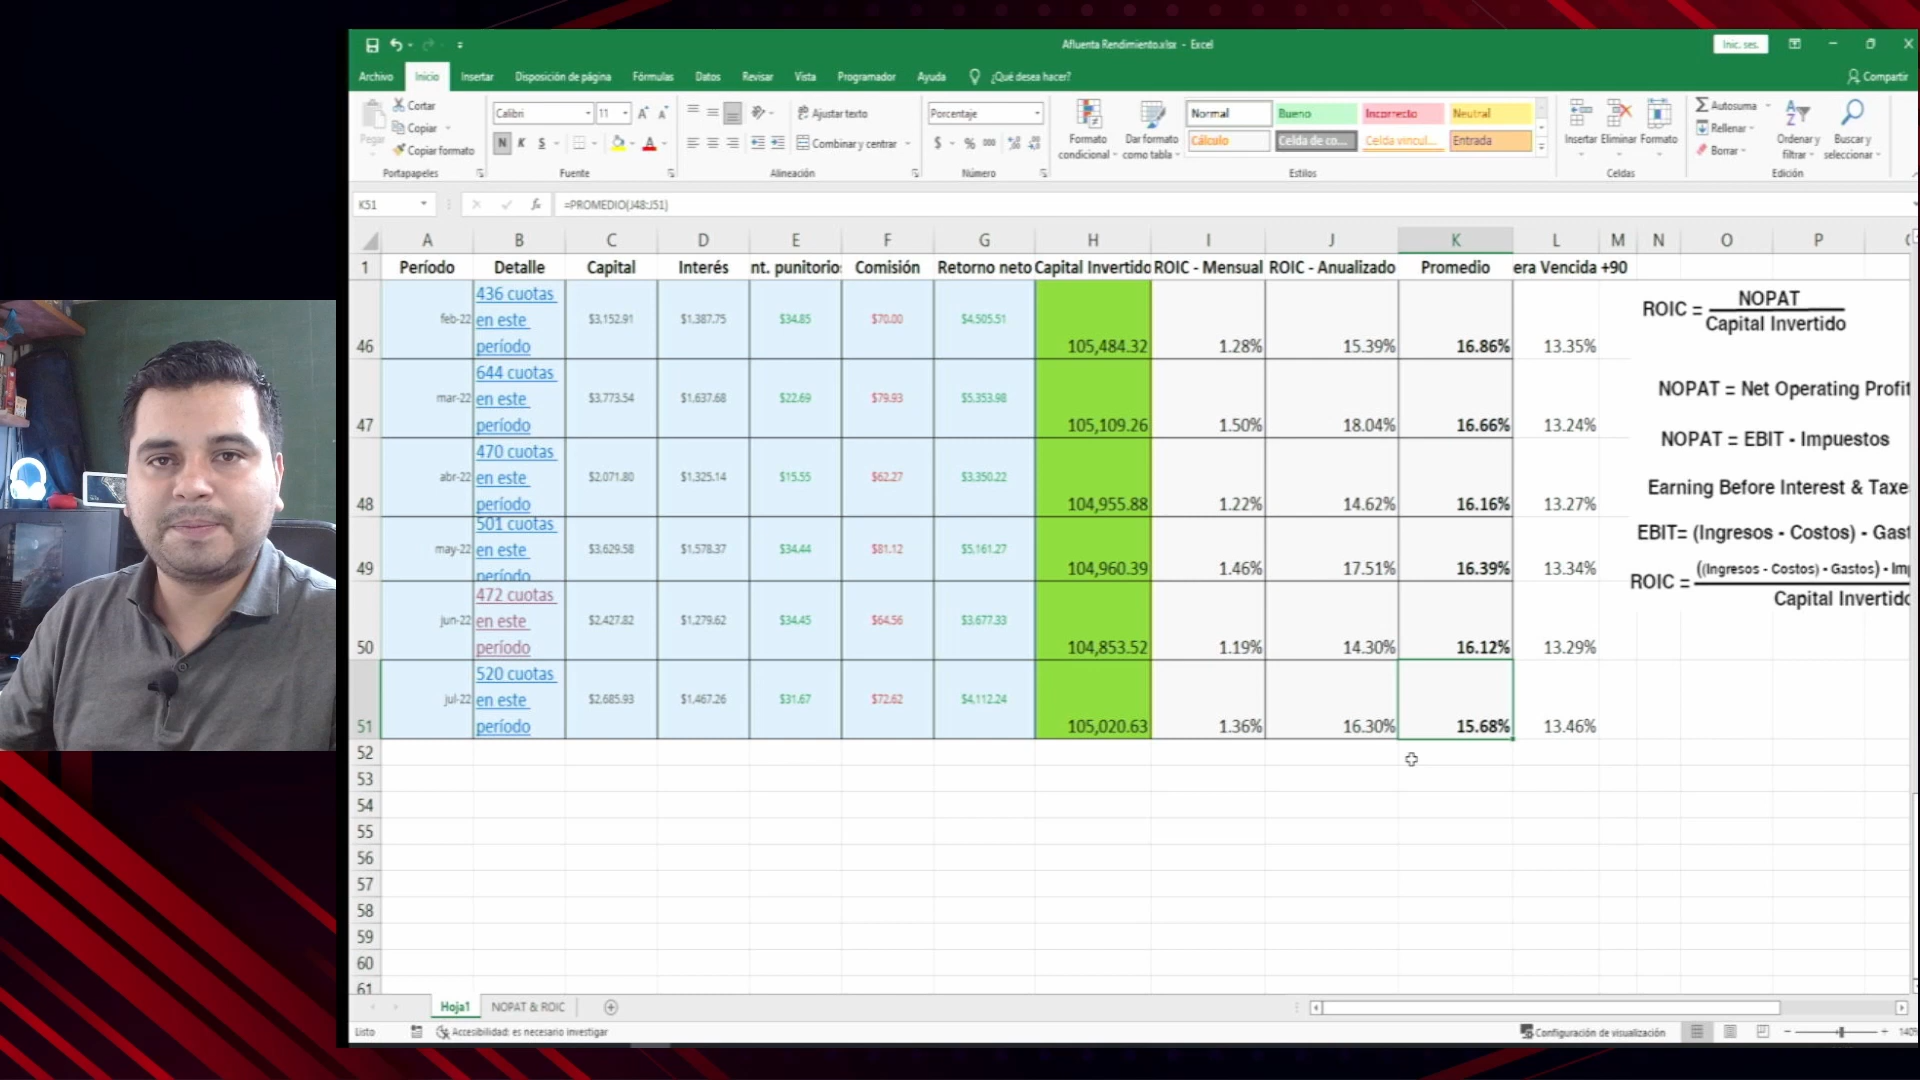 Afluenta Rendimiento.xlsx - Excel
Inic. ses.
Archivo Inicio Insertar Disposición de página Fórmulas Datos Revisar Vista Programador Ayuda ¿Qué desea hacer? Compartir
Pegar
Cortar
Copiar
Copiar formato
Portapapeles
Calibri 11
N K S
Fuente
Ajustar texto
Combinar y centrar
Alineación
Porcentaje
$ % 000
Número
Formato condicional
Dar formato como tabla
Normal Bueno Incorrecto Neutral
Cálculo Celda de co... Celda vincul... Entrada
Estilos
Insertar Eliminar Formato
Celdas
Autosuma
Rellenar
Borrar
Ordenar y filtrar
Buscar y seleccionar
Edición
K51 fx =PROMEDIO(J48:J51)
A B C D E F G H I J K L M N O P
1 Período Detalle Capital Interés nt. punitorio Comisión Retorno neto Capital Invertido ROIC - Mensual ROIC - Anualizado Promedio era Vencida +90
46 feb-22 436 cuotas en este período $3,152.91 $1,387.75 $34.85 $70.00 $4,505.51 105,484.32 1.28% 15.39% 16.86% 13.35%
47 mar-22 644 cuotas en este período $3,773.54 $1,637.68 $22.69 $79.93 $5,353.98 105,109.26 1.50% 18.04% 16.66% 13.24%
48 abr-22 470 cuotas en este período $2,071.80 $1,325.14 $15.55 $62.27 $3,350.22 104,955.88 1.22% 14.62% 16.16% 13.27%
49 may-22 501 cuotas en este período $3,629.58 $1,578.37 $34.44 $81.12 $5,161.27 104,960.39 1.46% 17.51% 16.39% 13.34%
50 jun-22 472 cuotas en este período $2,427.82 $1,279.62 $34.45 $64.56 $3,677.33 104,853.52 1.19% 14.30% 16.12% 13.29%
51 jul-22 520 cuotas en este período $2,685.93 $1,467.26 $31.67 $72.62 $4,112.24 105,020.63 1.36% 16.30% 15.68% 13.46%
52
53
54
55
56
57
58
59
60
61
ROIC = NOPAT
Capital Invertido
NOPAT = Net Operating Profit
NOPAT = EBIT - Impuestos
Earning Before Interest & Taxe
EBIT= (Ingresos - Costos) - Gast
ROIC = ((Ingresos - Costos) - Gastos) - Im
Capital Invertido
Hoja1 NOPAT & ROIC
Listo Accesibilidad: es necesario investigar Configuración de visualización 140%